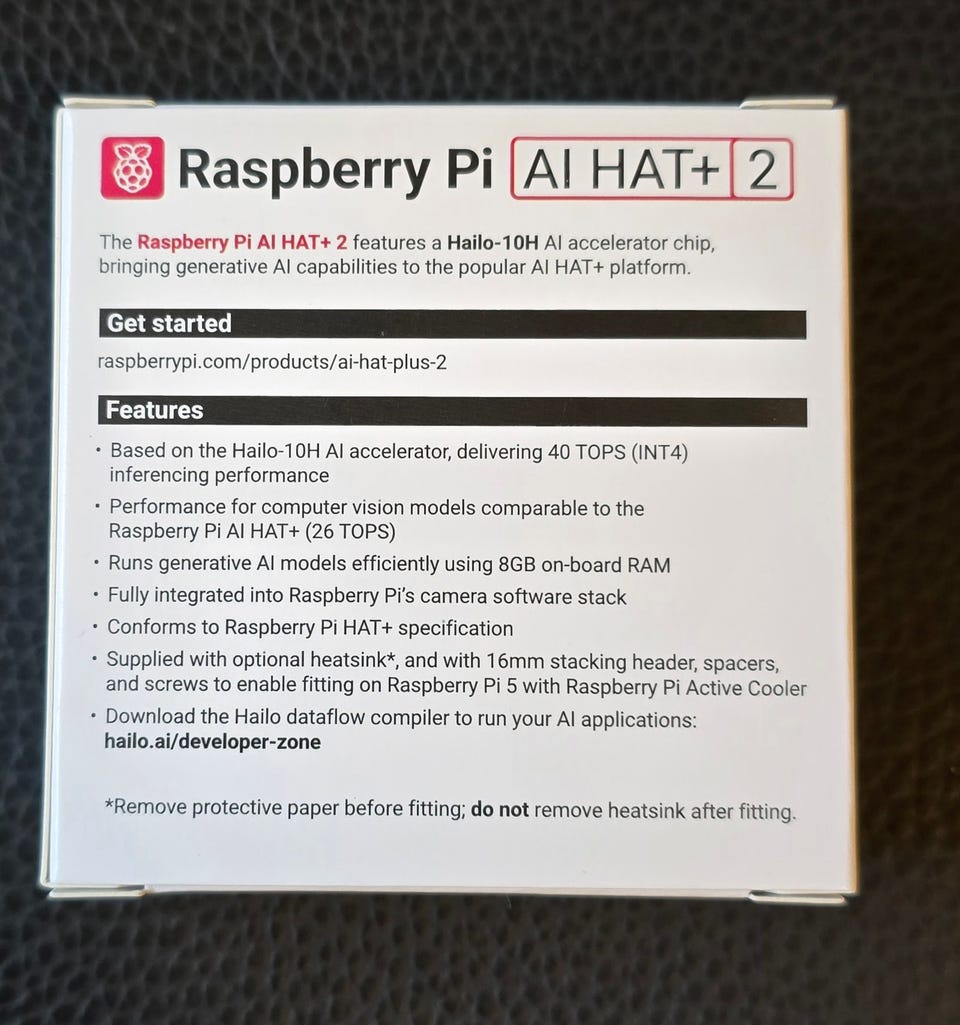 Raspberry Pi AI HAT+ 2
The Raspberry Pi AI HAT+ 2 features a Hailo-10H AI accelerator chip,
bringing generative AI capabilities to the popular AI HAT+ platform.
Get started
raspberrypi.com/products/ai-hat-plus-2
Features
• Based on the Hailo-10H AI accelerator, delivering 40 TOPS (INT4)
inferencing performance
• Performance for computer vision models comparable to the
Raspberry Pi AI HAT+ (26 TOPS)
• Runs generative AI models efficiently using 8GB on-board RAM
• Fully integrated into Raspberry Pi's camera software stack
• Conforms to Raspberry Pi HAT+ specification
• Supplied with optional heatsink*, and with 16mm stacking header, spacers,
and screws to enable fitting on Raspberry Pi 5 with Raspberry Pi Active Cooler
• Download the Hailo dataflow compiler to run your AI applications:
hailo.ai/developer-zone
*Remove protective paper before fitting; do not remove heatsink after fitting.